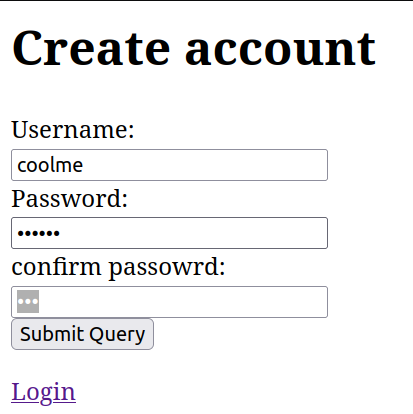 Create account
Username:
coolme
Password:
••••••
confirm passowrd:
•••
Submit Query
Login